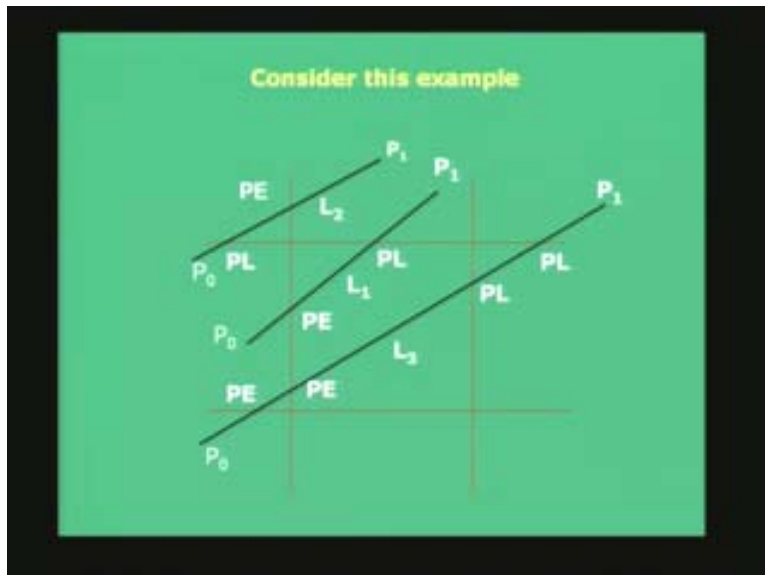 Consider this example
P₁
P₁
PE
P₁
L₂
PL
PL
PL
P₀
L₁
PL
PE
P₀
L₃
PE
PE
P₀